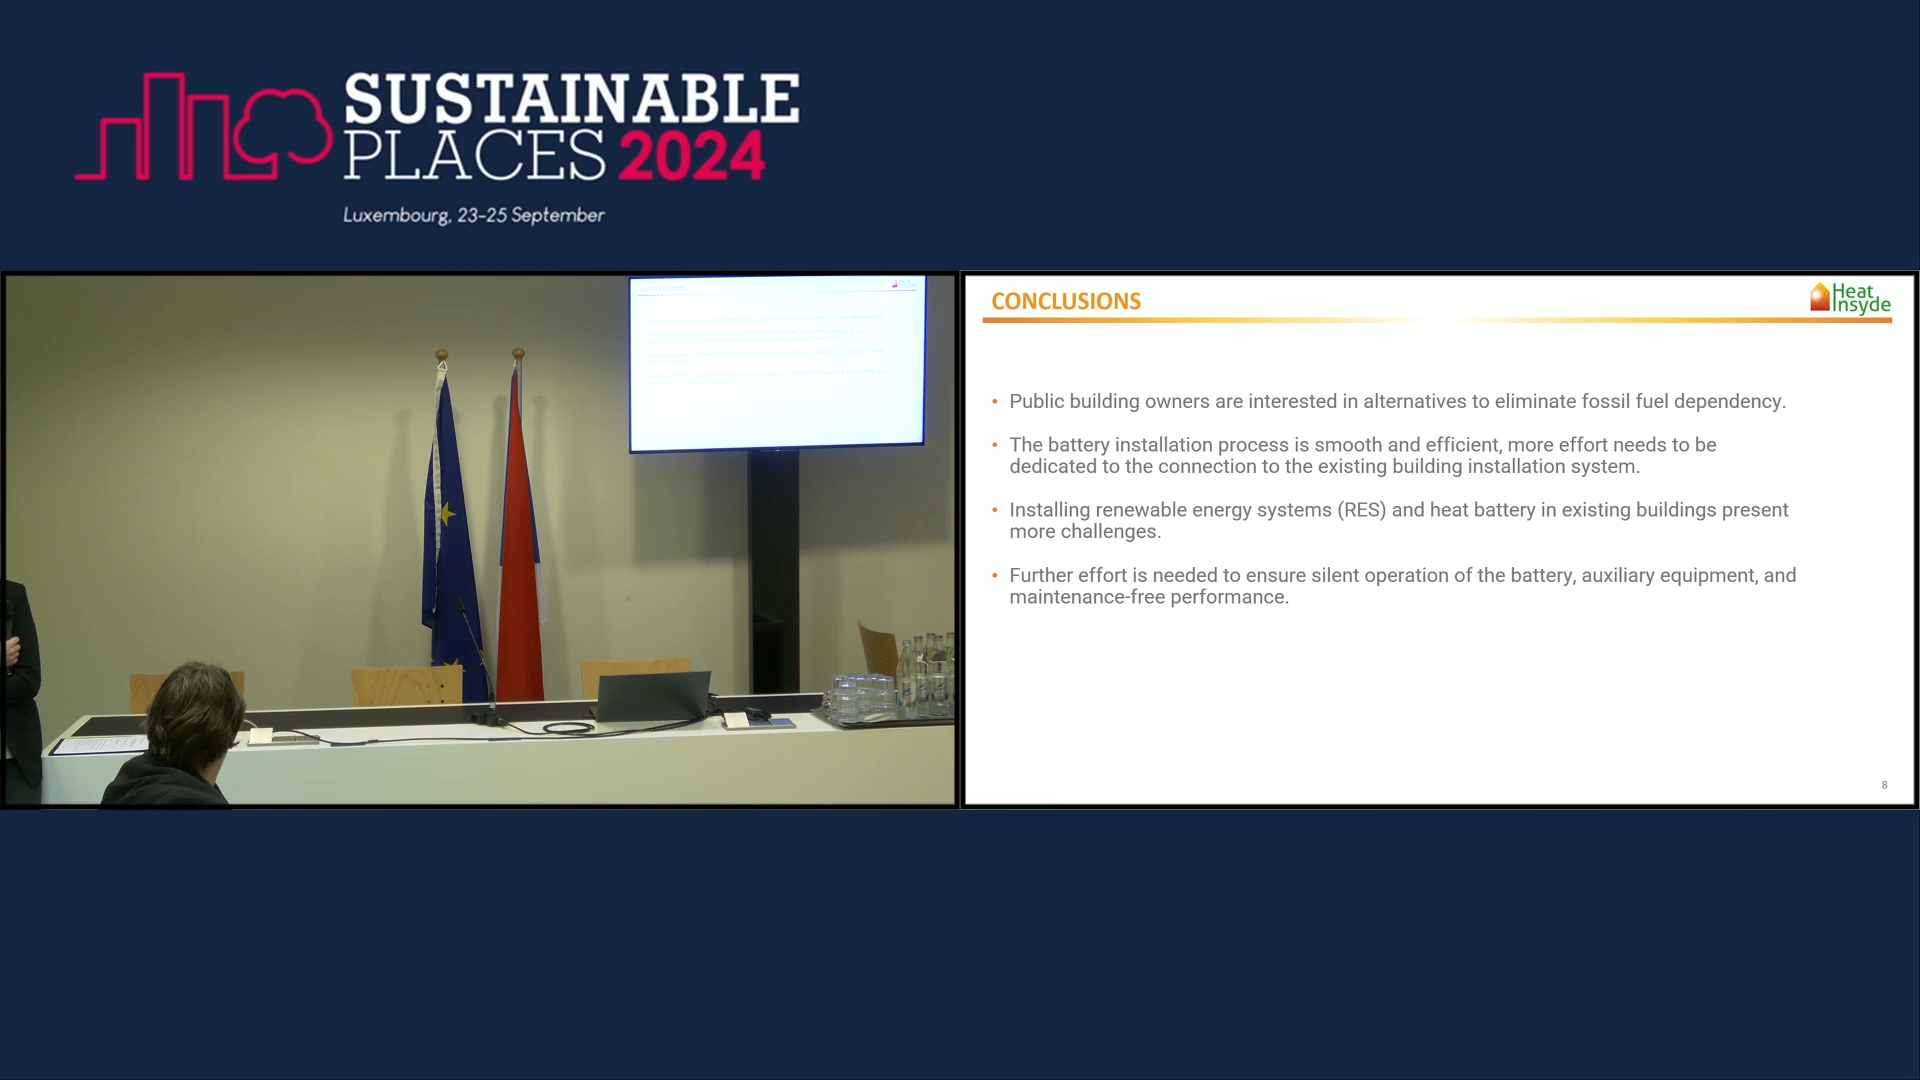 SUSTAINABLE
PLACES 2024
Luxembourg, 23-25 September
CONCLUSIONS
Heat
Insyde
• Public building owners are interested in alternatives to eliminate fossil fuel dependency.
• The battery installation process is smooth and efficient, more effort needs to be
dedicated to the connection to the existing building installation system.
• Installing renewable energy systems (RES) and heat battery in existing buildings present
more challenges.
• Further effort is needed to ensure silent operation of the battery, auxiliary equipment, and
maintenance-free performance.
8